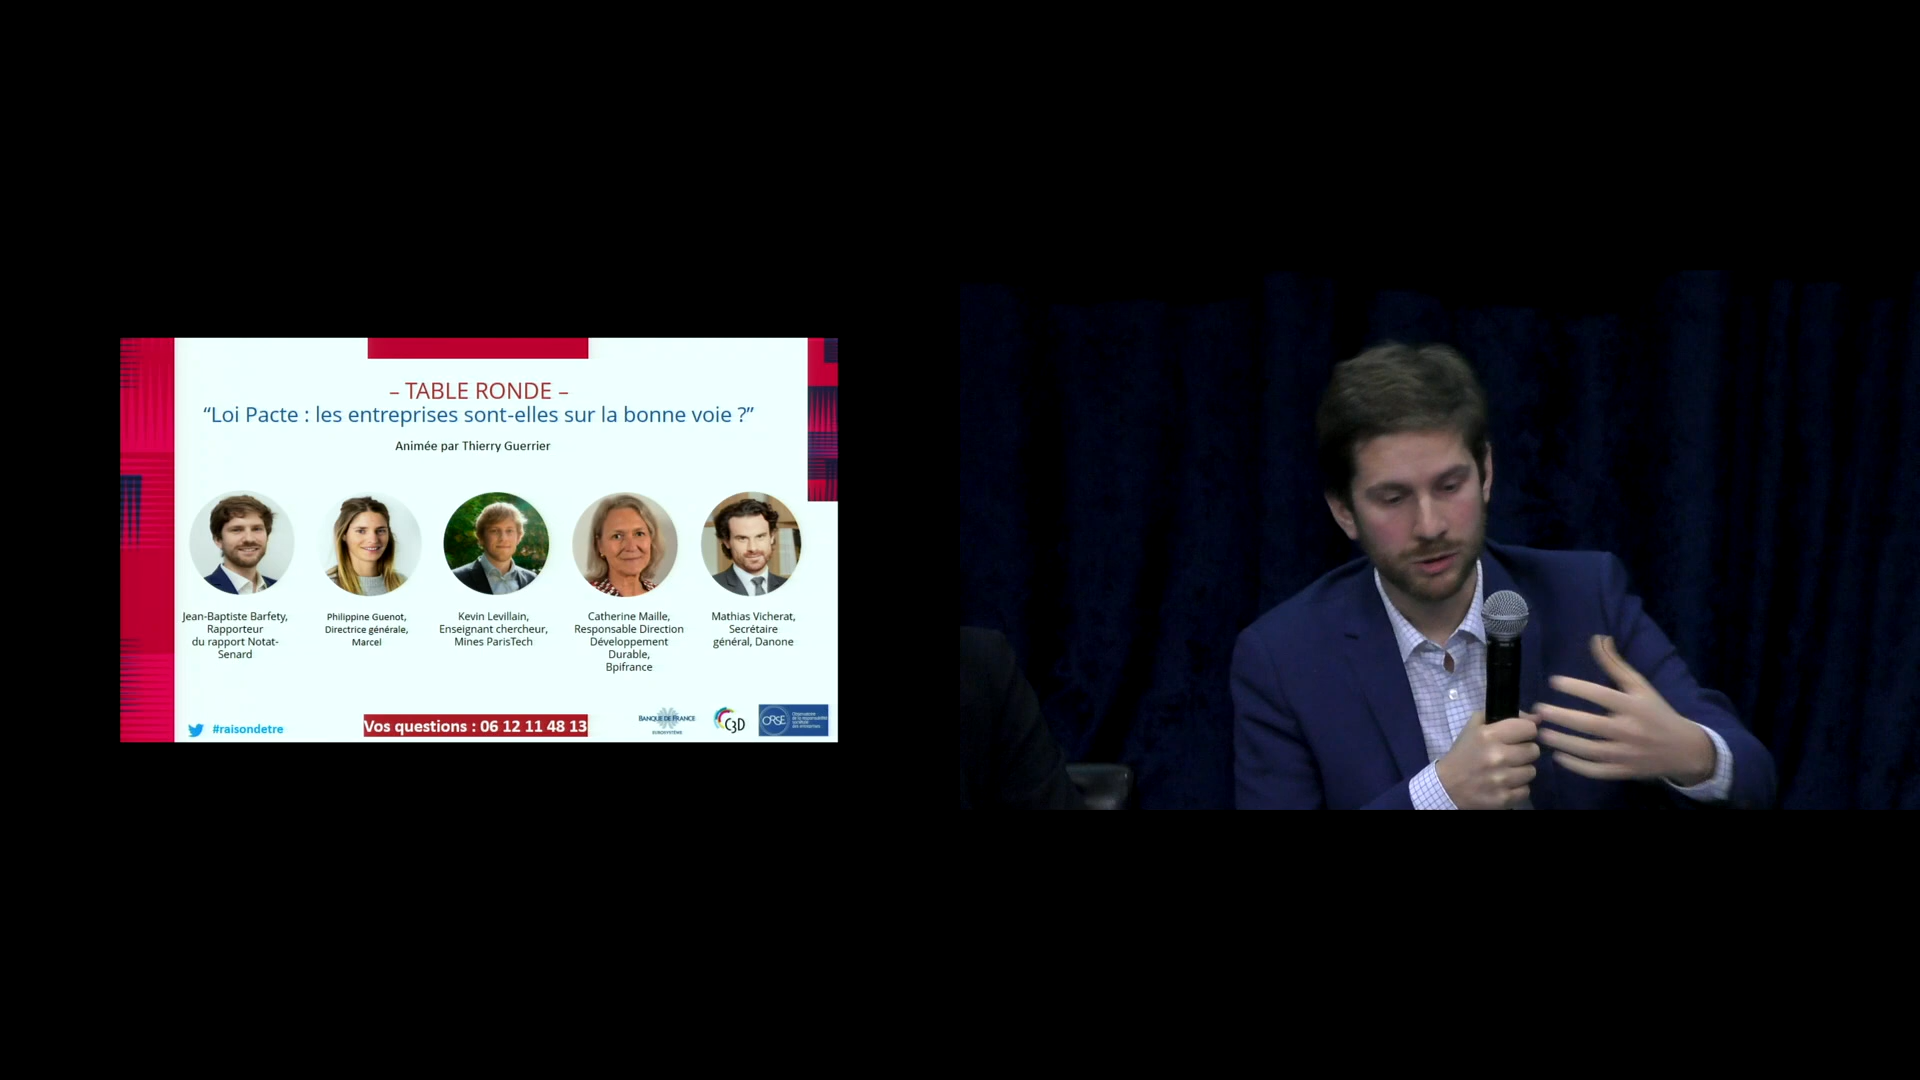 – TABLE RONDE –
“Loi Pacte : les entreprises sont-elles sur la bonne voie ?”
Animée par Thierry Guerrier
Jean-Baptiste Barfety,
Rapporteur
du rapport Notat-
Senard
Philippine Guenot,
Directrice générale,
Marcel
Kevin Levillain,
Enseignant chercheur,
Mines ParisTech
Catherine Maille,
Responsable Direction
Développement
Durable,
Bpifrance
Mathias Vicherat,
Secrétaire
général, Danone
#raisondetre
Vos questions : 06 12 11 48 13
BANQUE DE FRANCE
EUROSYSTÈME
C3D
ORSE